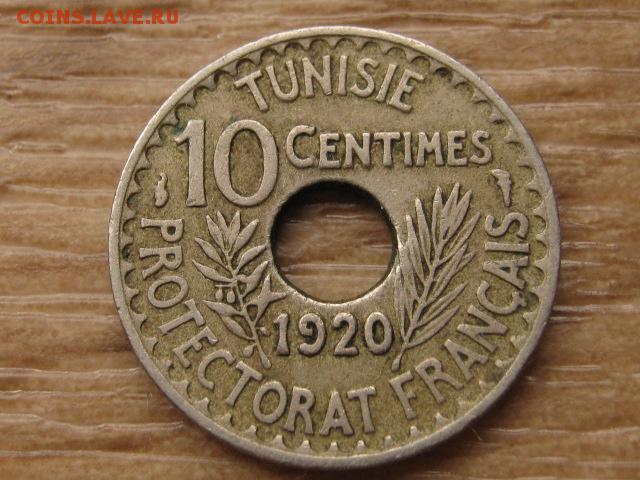 COINS.LAVE.RU
TUNISIE
10 CENTIMES
1920
PROTECTORAT FRANÇAIS